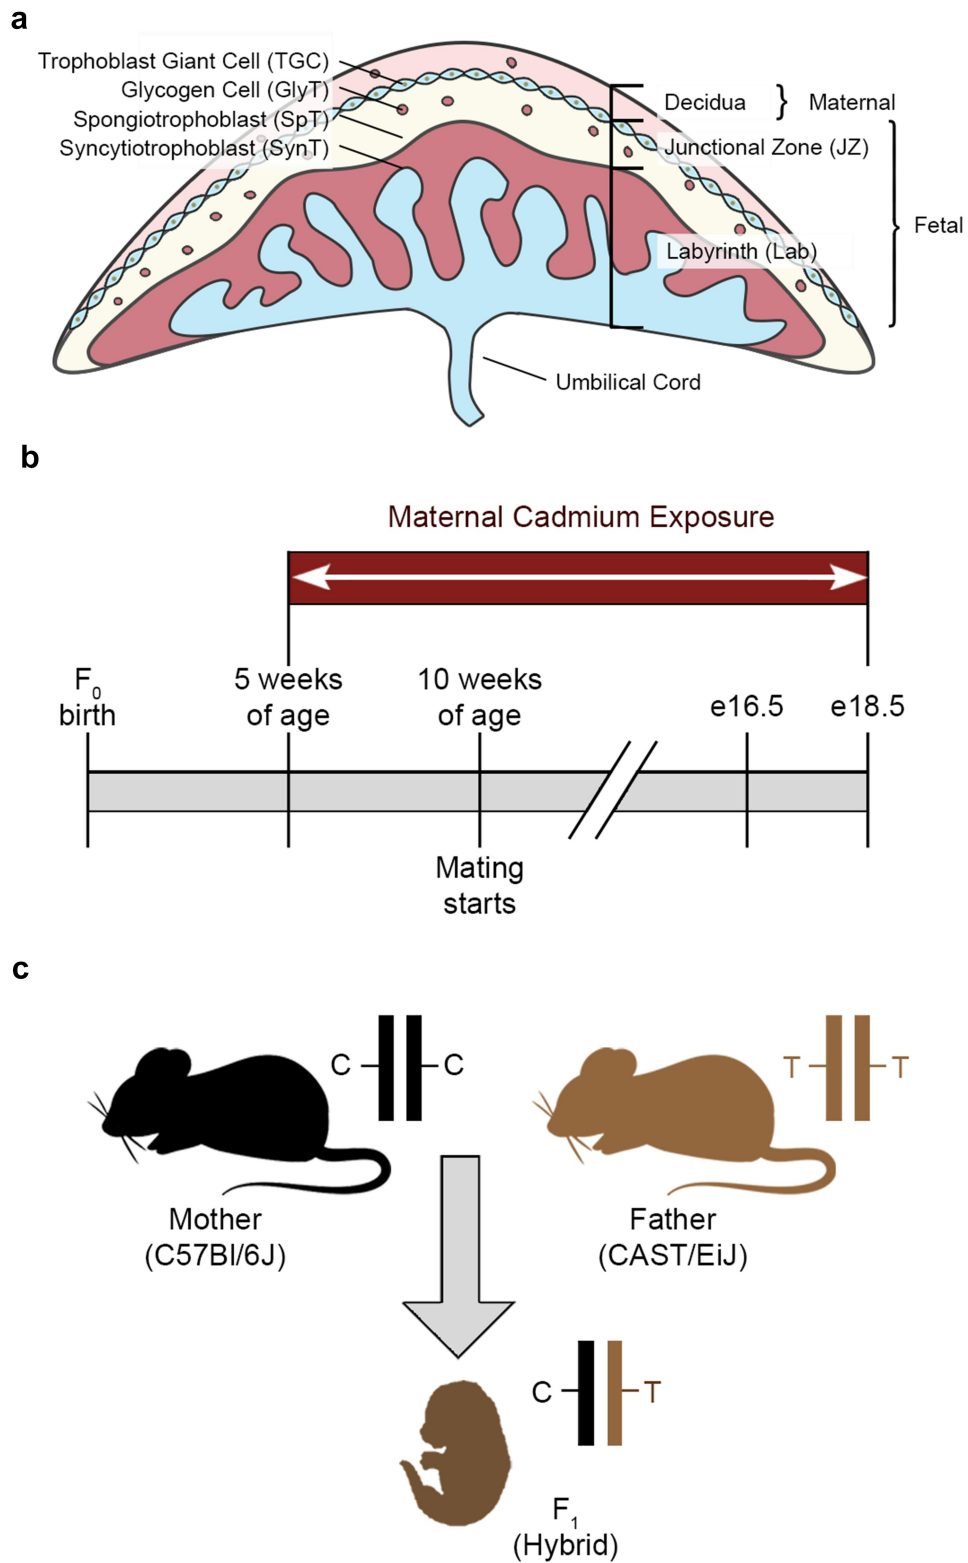 a
Trophoblast Giant Cell (TGC)
Glycogen Cell (GlyT)
Spongiotrophoblast (SpT)
Syncytiotrophoblast (SynT)
Decidua
Maternal
Junctional Zone (JZ)
Fetal
Labyrinth (Lab)
Umbilical Cord
b
Maternal Cadmium Exposure
F0
birth
5 weeks
of age
10 weeks
of age
e16.5
e18.5
Mating
starts
c
C
C
T
T
Mother
(C57Bl/6J)
Father
(CAST/EiJ)
C
T
F1
(Hybrid)